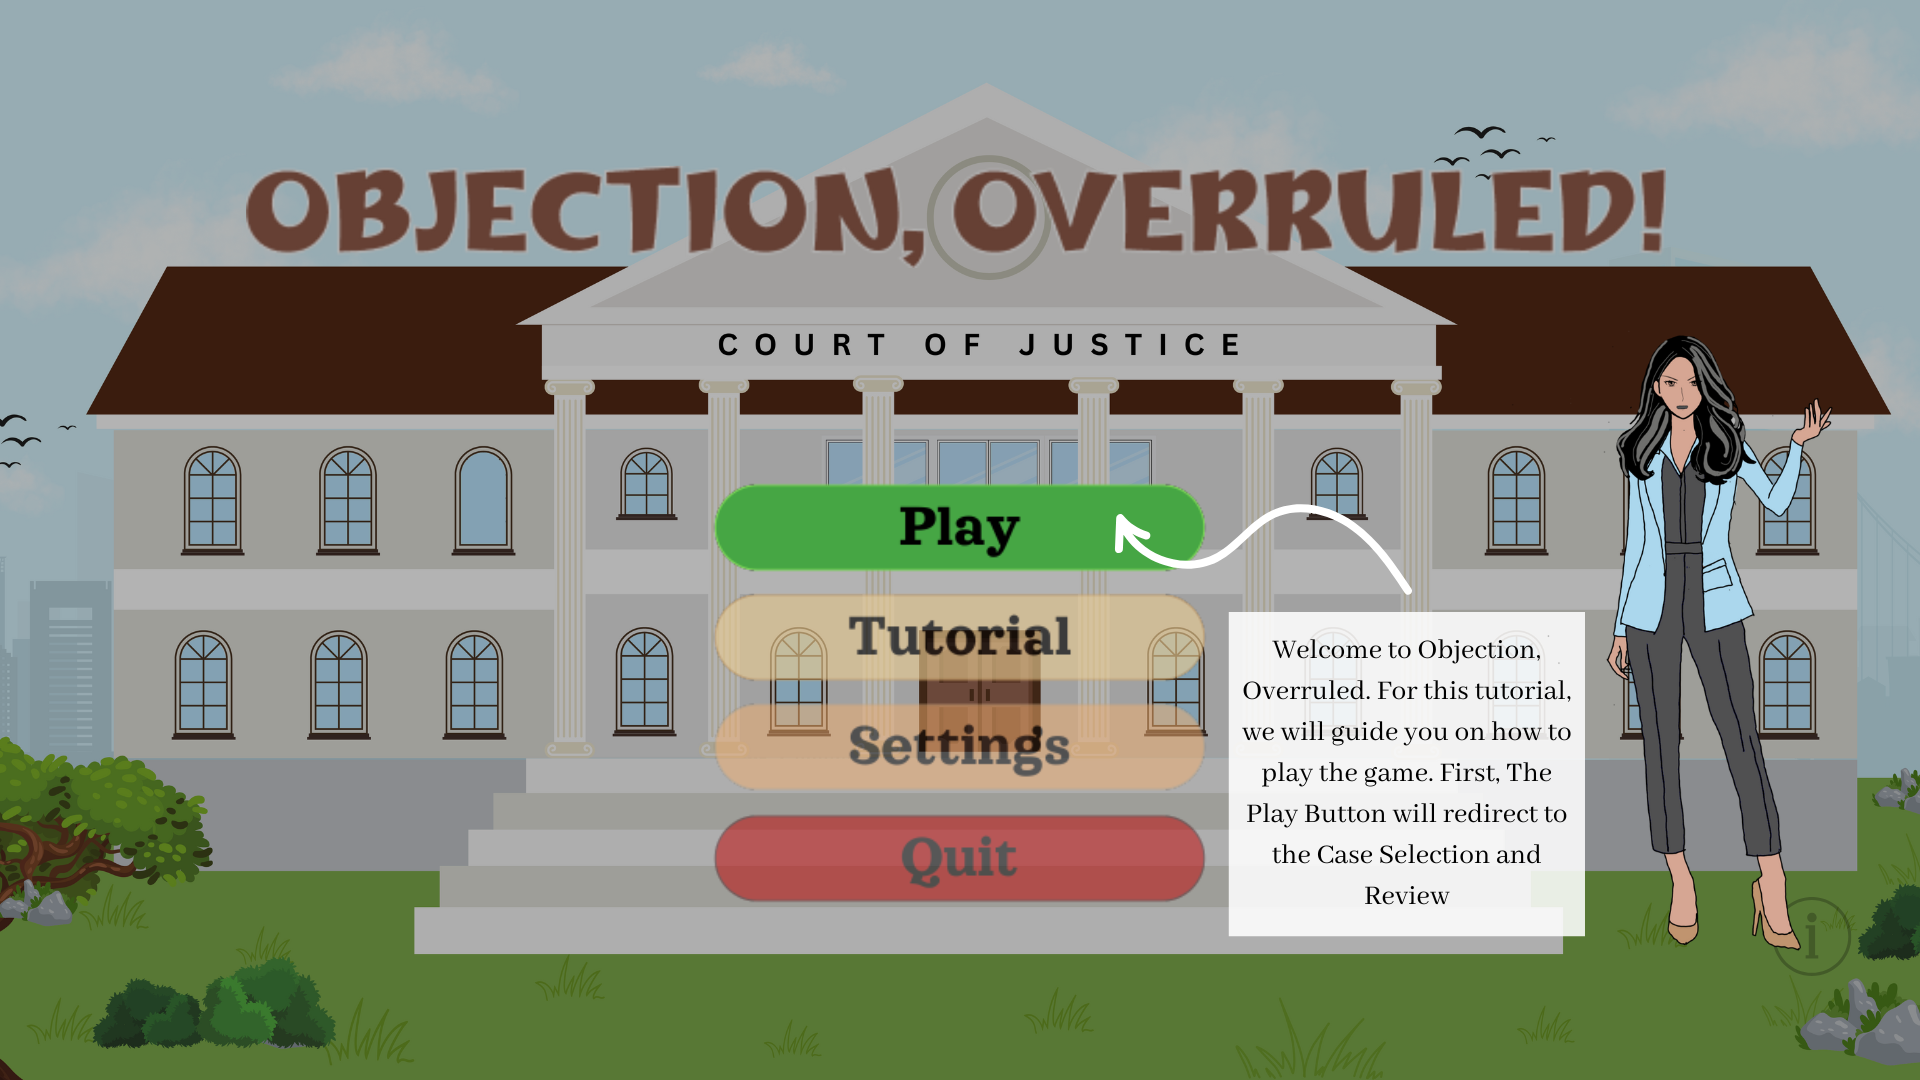 OBJECTION, OVERRULED!
COURT OF JUSTICE
Play
Tutorial
Settings
Quit
Welcome to Objection,
Overruled. For this tutorial,
we will guide you on how to
play the game. First, The
Play Button will redirect to
the Case Selection and
Review
i